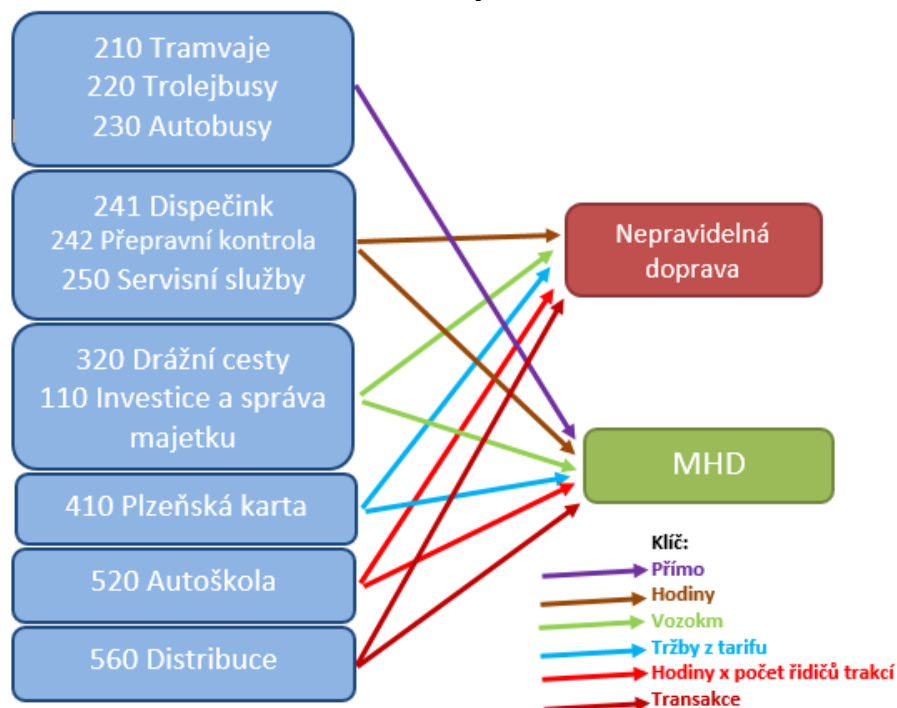 210 Tramvaje
220 Trolejbusy
230 Autobusy
241 Dispečink
242 Přepravní kontrola
250 Servisní služby
320 Drážní cesty
110 Investice a správa
majetku
410 Plzeňská karta
520 Autoškola
560 Distribuce
Nepravidelná
doprava
MHD
Klíč:
Přímo
Hodiny
Vozokm
Tržby z tarifu
Hodiny x počet řidičů trakcí
Transakce